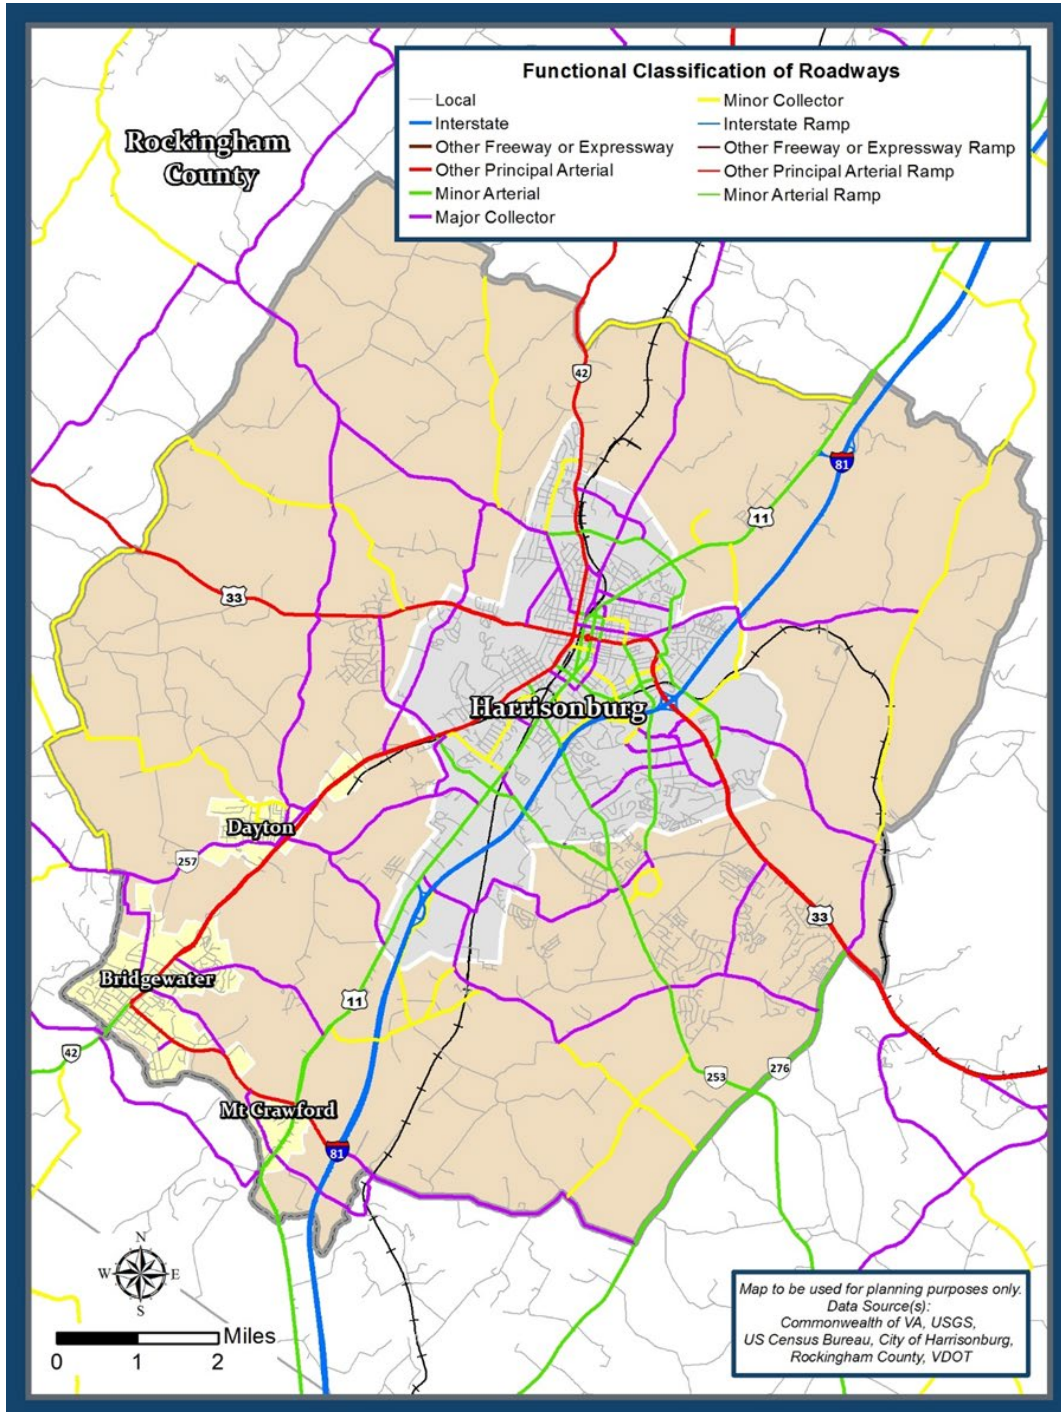 Functional Classification of Roadways
Local
Interstate
Other Freeway or Expressway
Other Principal Arterial
Minor Arterial
Major Collector
Minor Collector
Interstate Ramp
Other Freeway or Expressway Ramp
Other Principal Arterial Ramp
Minor Arterial Ramp
Rockingham
County
42
81
11
33
Harrisonburg
Dayton
257
33
Bridgewater
11
42
253
276
Mt Crawford
81
N
W E
S
Miles
0 1 2
Map to be used for planning purposes only.
Data Source(s):
Commonwealth of VA, USGS,
US Census Bureau, City of Harrisonburg,
Rockingham County, VDOT